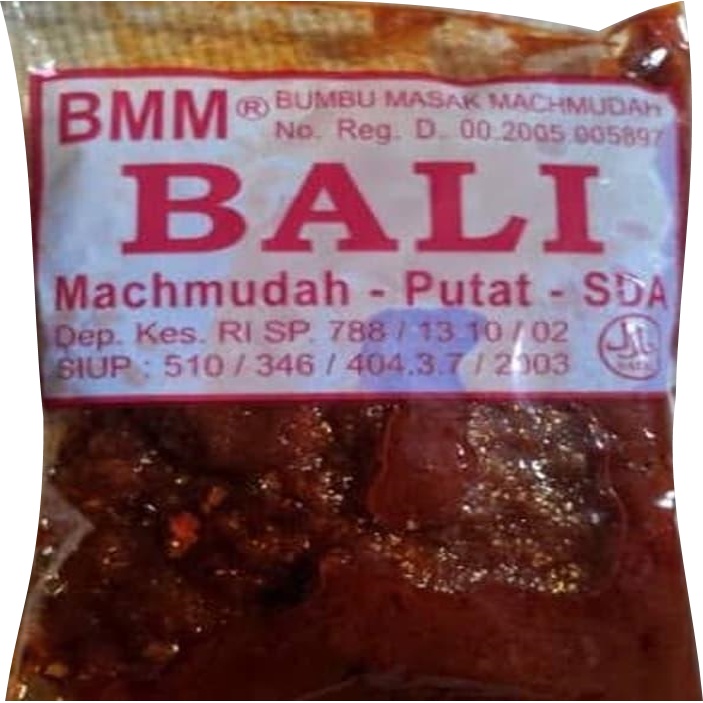 BMM ® BUMBU MASAK MACHMUDAH
No. Reg. D. 00.2005.005897
BALI
Machmudah - Putat - SDA
Dep. Kes. RI SP. 788 / 13.10 / 02
SIUP : 510 / 346 / 404.3.7 / 2003